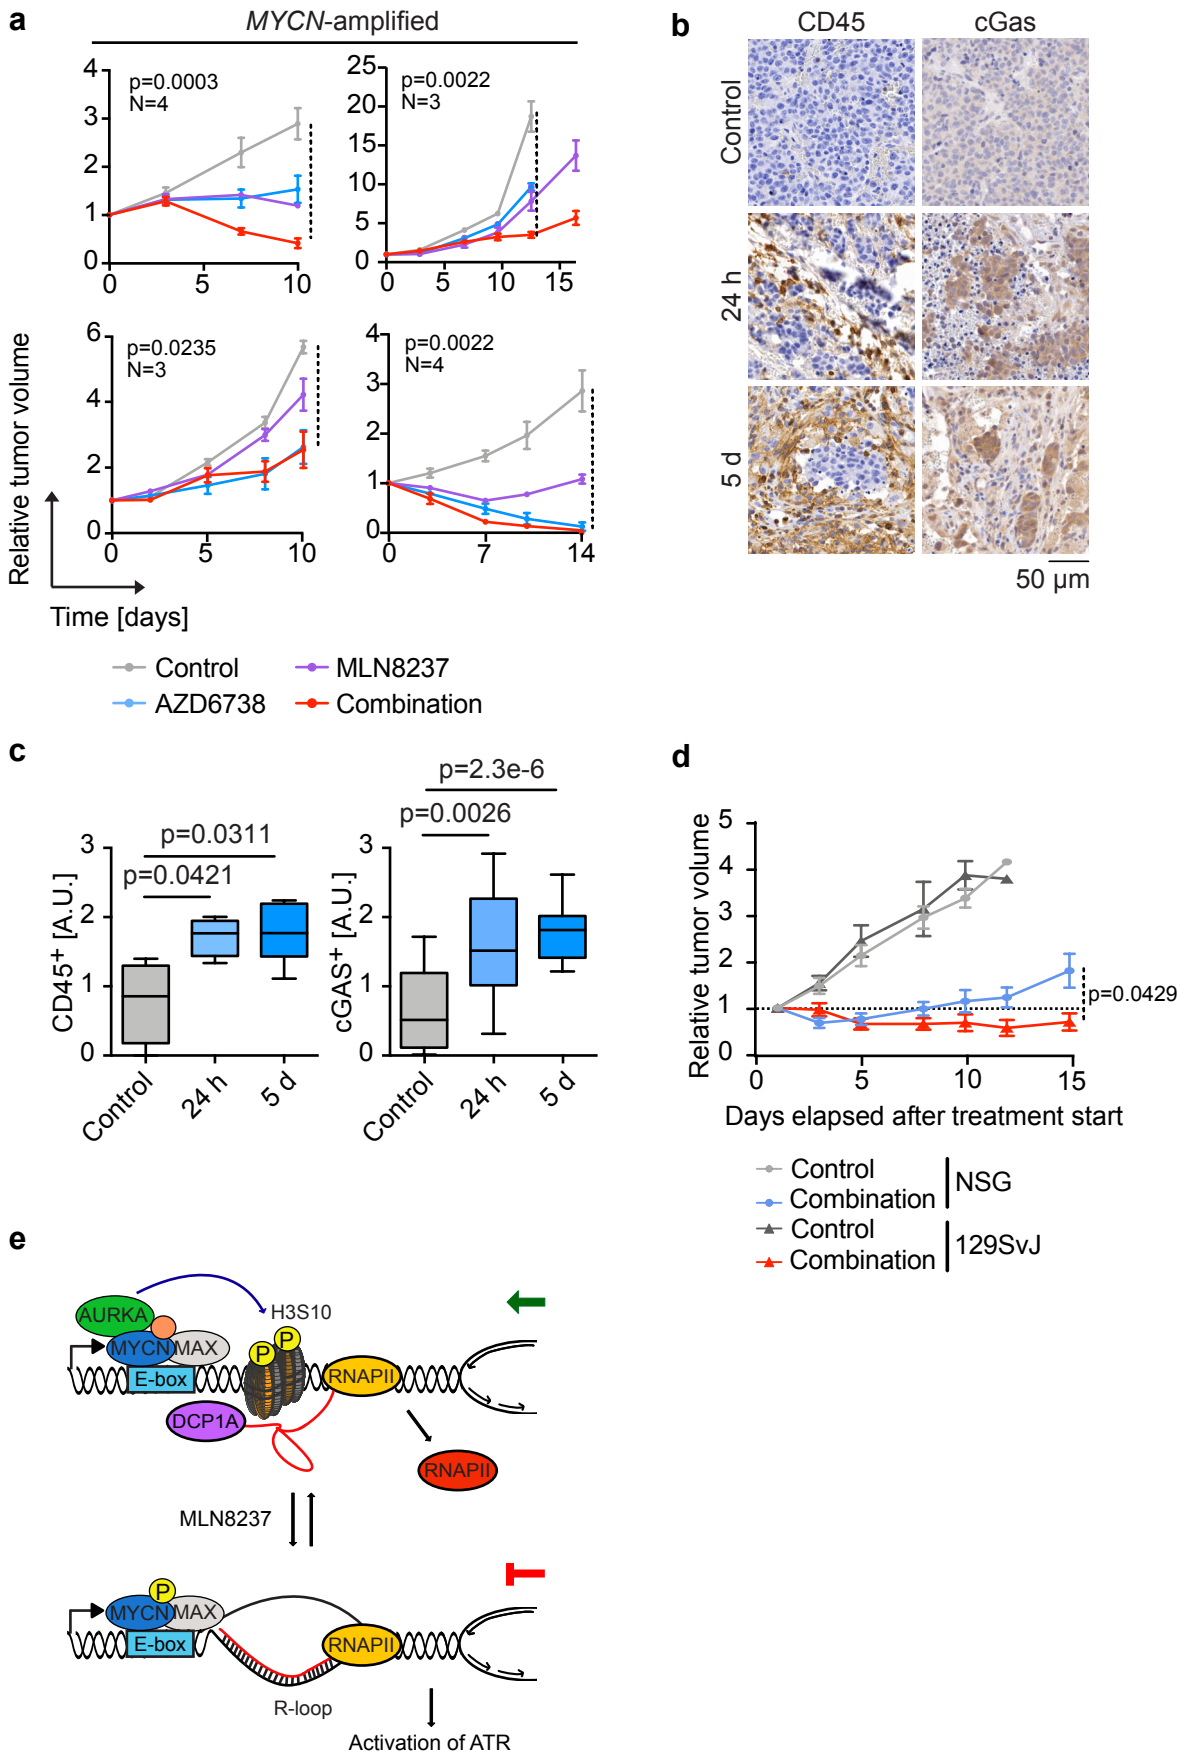 a
MYCN-amplified
4
3
2
1
0
p=0.0003
N=4
0 5 10
25
20
15
10
5
0
p=0.0022
N=3
0 5 10 15
6
4
2
0
p=0.0235
N=3
0 5 10
4
3
2
1
0
p=0.0022
N=4
0 7 14
Relative tumor volume
Time [days]
Control
MLN8237
AZD6738
Combination
b
CD45 cGas
Control
24 h
5 d
50 µm
c
3
2
1
0
CD45+ [A.U.]
p=0.0311
p=0.0421
Control 24 h 5 d
3
2
1
0
cGAS+ [A.U.]
p=2.3e-6
p=0.0026
Control 24 h 5 d
d
5
4
3
2
1
0
Relative tumor volume
p=0.0429
0 5 10 15
Days elapsed after treatment start
Control
Combination
NSG
Control
Combination
129SvJ
e
AURKA
H3S10
P P
MYCN MAX
E-box
RNAPII
DCP1A
RNAPII
MLN8237
P
MYCN MAX
E-box
RNAPII
R-loop
Activation of ATR